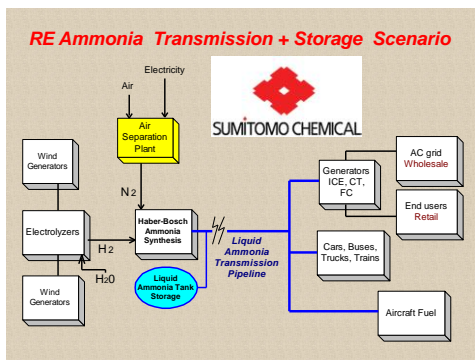 RE Ammonia Transmission + Storage Scenario
Electricity
Air
Air
Separation
Plant
SUMITOMO CHEMICAL
Wind
Generators
N2
Electrolyzers
H2
H20
Wind
Generators
Haber-Bosch
Ammonia
Synthesis
Liquid
Ammonia Tank
Storage
Liquid
Ammonia
Transmission
Pipeline
Generators
ICE, CT,
FC
AC grid
Wholesale
End users
Retail
Cars, Buses,
Trucks, Trains
Aircraft Fuel